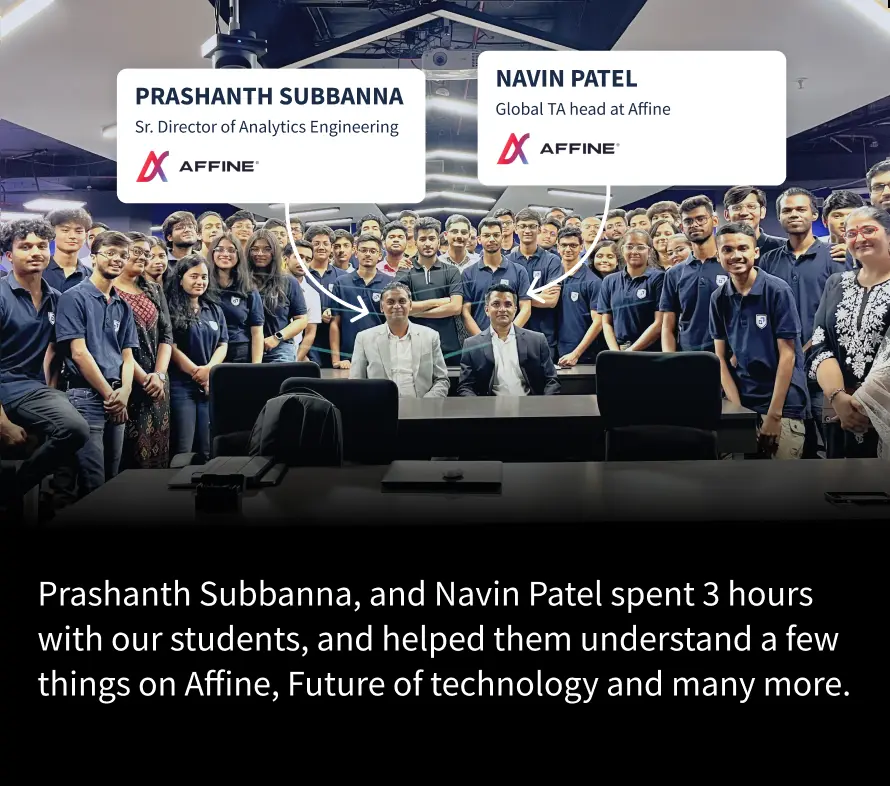 PRASHANTH SUBBANNA
Sr. Director of Analytics Engineering
AFFINE
NAVIN PATEL
Global TA head at Affine
AFFINE
Prashanth Subbanna, and Navin Patel spent 3 hours
with our students, and helped them understand a few
things on Affine, Future of technology and many more.